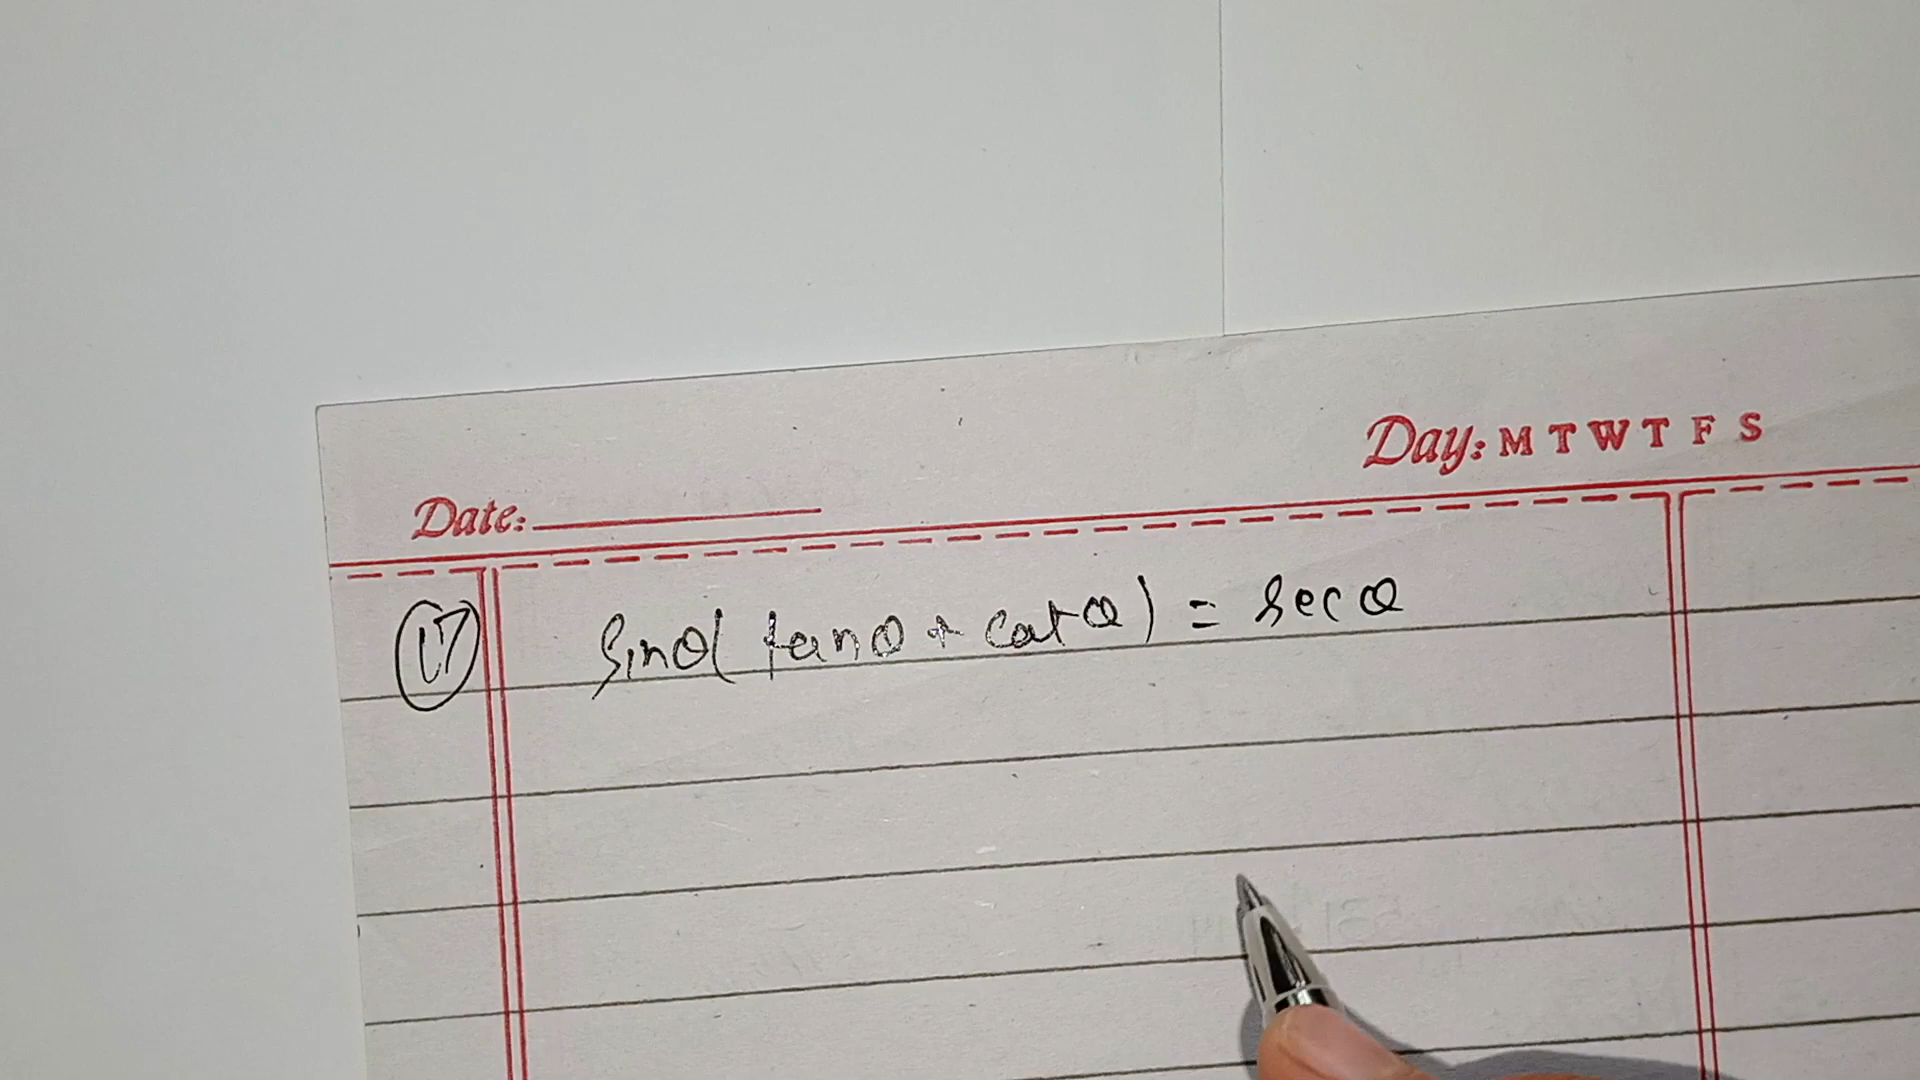 Day: M T W T F S
Date:
17 sinθ( tanθ + cotθ) = secθ